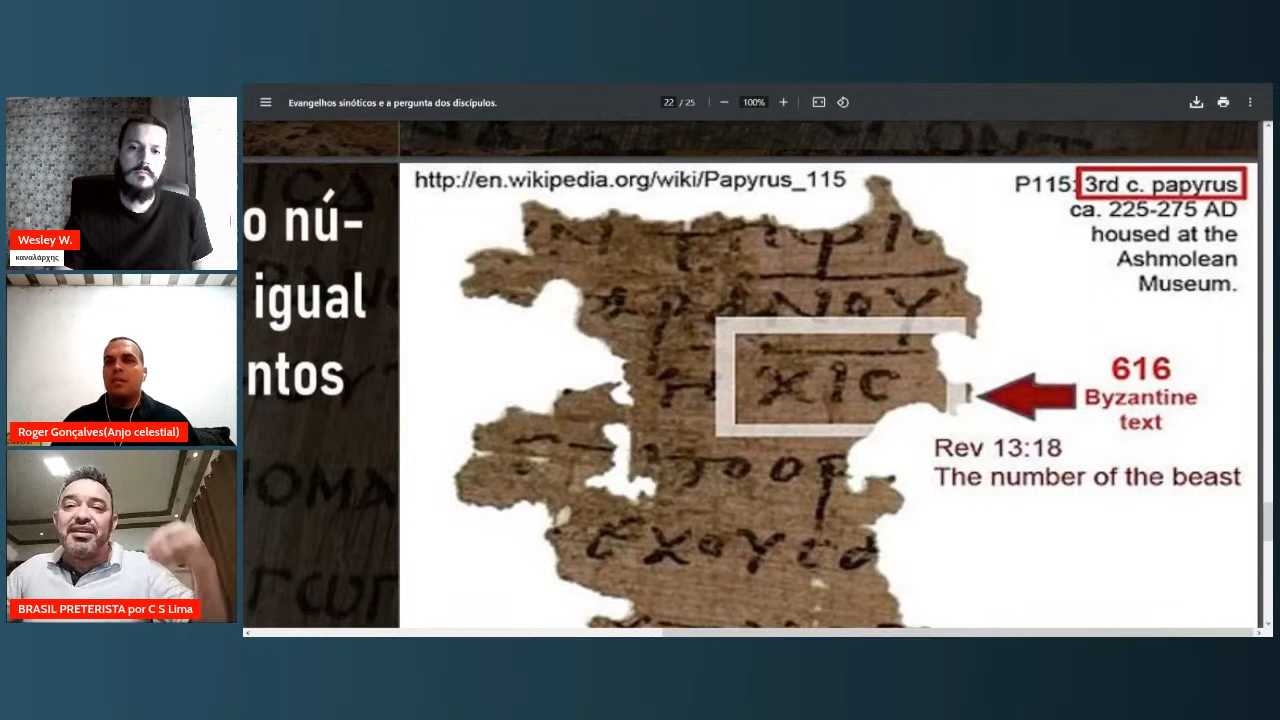 Wesley W.
καναλάρχης
Roger Gonçalves(Anjo celestial)
BRASIL PRETERISTA por C S Lima
Evangelhos sinóticos e a pergunta dos discípulos.
22 / 25
100%
o nú-
igual
ntos
http://en.wikipedia.org/wiki/Papyrus_115
P115: 3rd c. papyrus
ca. 225-275 AD
housed at the
Ashmolean
Museum.
616
Byzantine
text
Rev 13:18
The number of the beast
Η ΧΙϹ